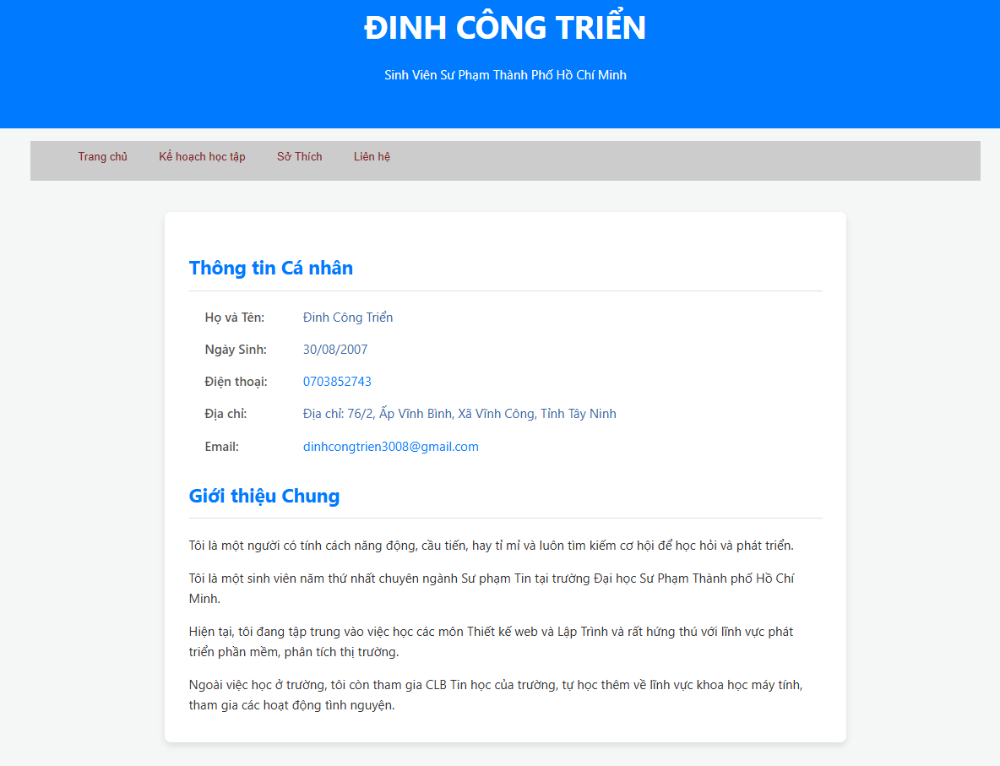 ĐINH CÔNG TRIỂN
Sinh Viên Sư Phạm Thành Phố Hồ Chí Minh
Trang chủ Kế hoạch học tập Sở Thích Liên hệ
Thông tin Cá nhân
Họ và Tên: Đinh Công Triển
Ngày Sinh: 30/08/2007
Điện thoại: 0703852743
Địa chỉ: Địa chỉ: 76/2, Ấp Vĩnh Bình, Xã Vĩnh Công, Tỉnh Tây Ninh
Email: dinhcongtrien3008@gmail.com
Giới thiệu Chung
Tôi là một người có tính cách năng động, cầu tiến, hay tỉ mỉ và luôn tìm kiếm cơ hội để học hỏi và phát triển.
Tôi là một sinh viên năm thứ nhất chuyên ngành Sư phạm Tin tại trường Đại học Sư Phạm Thành phố Hồ Chí
Minh.
Hiện tại, tôi đang tập trung vào việc học các môn Thiết kế web và Lập Trình và rất hứng thú với lĩnh vực phát
triển phần mềm, phân tích thị trường.
Ngoài việc học ở trường, tôi còn tham gia CLB Tin học của trường, tự học thêm về lĩnh vực khoa học máy tính,
tham gia các hoạt động tình nguyện.